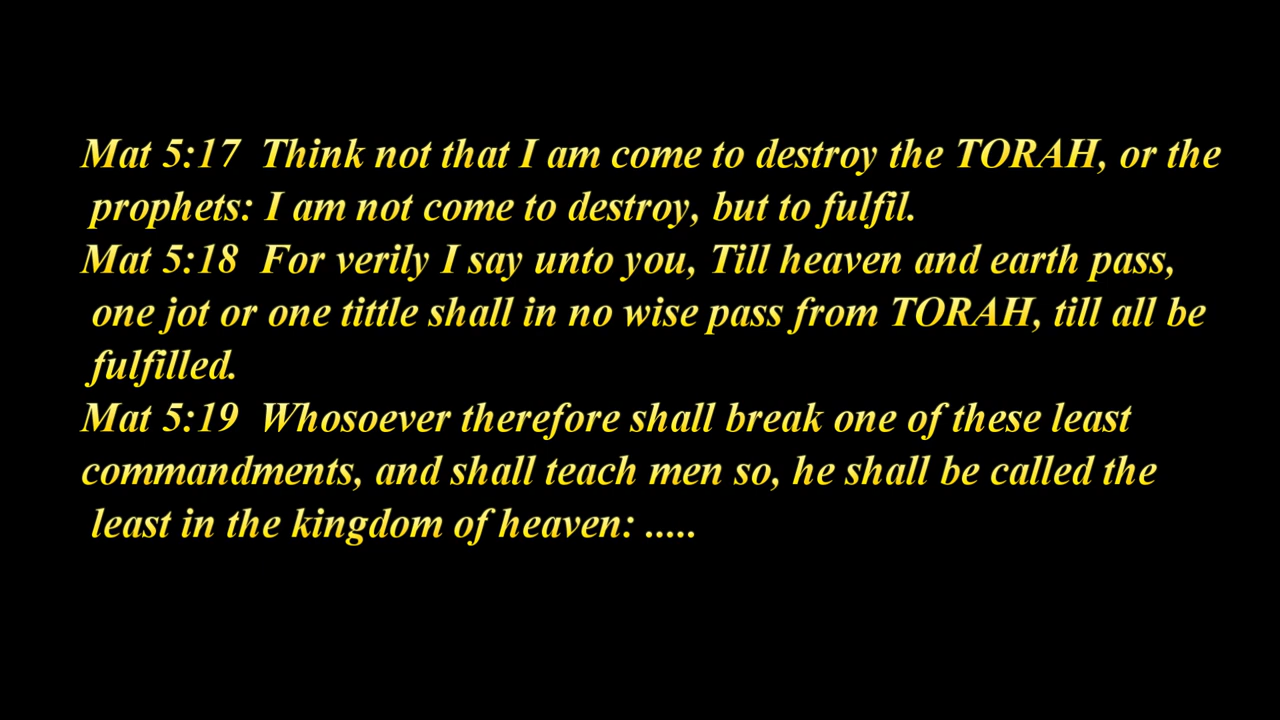 Mat 5:17 Think not that I am come to destroy the TORAH, or the
prophets: I am not come to destroy, but to fulfil.
Mat 5:18 For verily I say unto you, Till heaven and earth pass,
one jot or one tittle shall in no wise pass from TORAH, till all be
fulfilled.
Mat 5:19 Whosoever therefore shall break one of these least
commandments, and shall teach men so, he shall be called the
least in the kingdom of heaven: .....